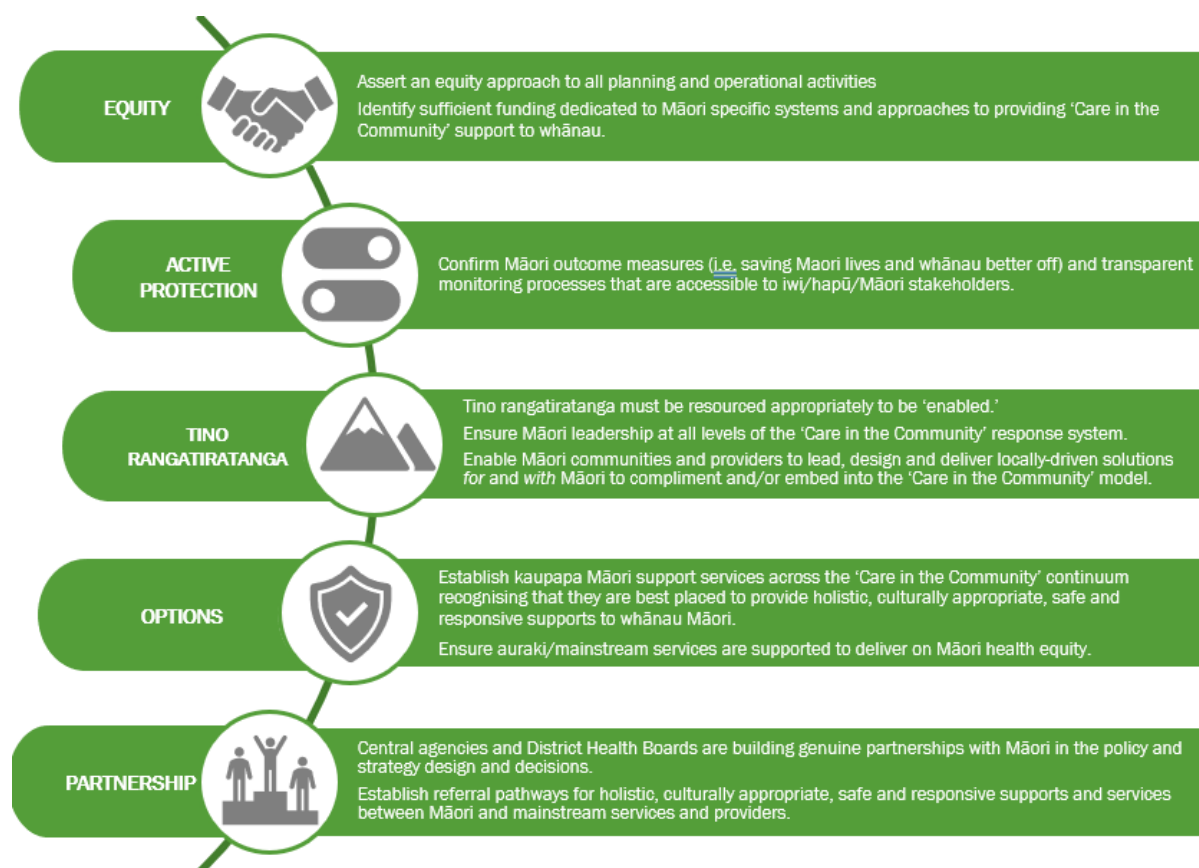 EQUITY
Assert an equity approach to all planning and operational activities
Identify sufficient funding dedicated to Māori specific systems and approaches to providing ‘Care in the
Community’ support to whānau.
ACTIVE
PROTECTION
Confirm Māori outcome measures (i.e. saving Maori lives and whānau better off) and transparent
monitoring processes that are accessible to iwi/hapū/Māori stakeholders.
TINO
RANGATIRATANGA
Tino rangatiratanga must be resourced appropriately to be ‘enabled.’
Ensure Māori leadership at all levels of the ‘Care in the Community’ response system.
Enable Māori communities and providers to lead, design and deliver locally-driven solutions
for and with Māori to compliment and/or embed into the ‘Care in the Community’ model.
OPTIONS
Establish kaupapa Māori support services across the ‘Care in the Community’ continuum
recognising that they are best placed to provide holistic, culturally appropriate, safe and
responsive supports to whānau Māori.
Ensure auraki/mainstream services are supported to deliver on Māori health equity.
PARTNERSHIP
Central agencies and District Health Boards are building genuine partnerships with Māori in the policy and
strategy design and decisions.
Establish referral pathways for holistic, culturally appropriate, safe and responsive supports and services
between Māori and mainstream services and providers.